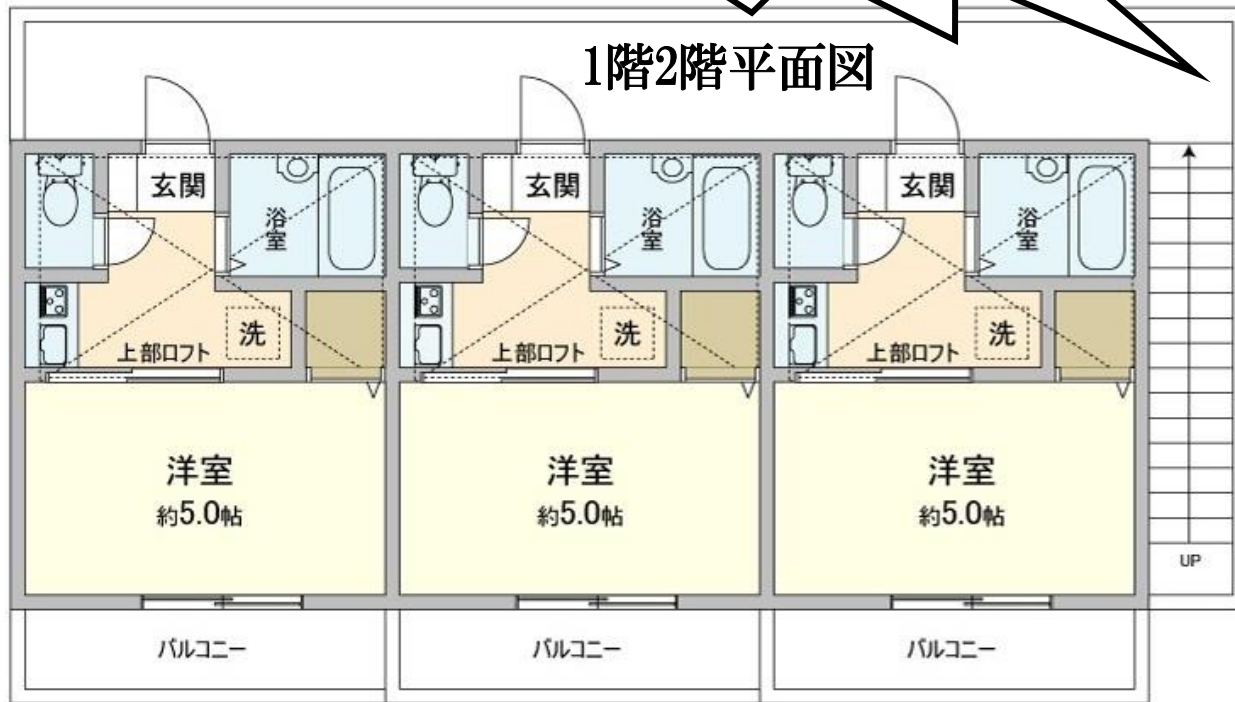 1階2階平面図
玄関
浴室
上部ロフト
洗
玄関
浴室
上部ロフト
洗
玄関
浴室
上部ロフト
洗
洋室
約5.0帖
洋室
約5.0帖
洋室
約5.0帖
UP
バルコニー
バルコニー
バルコニー